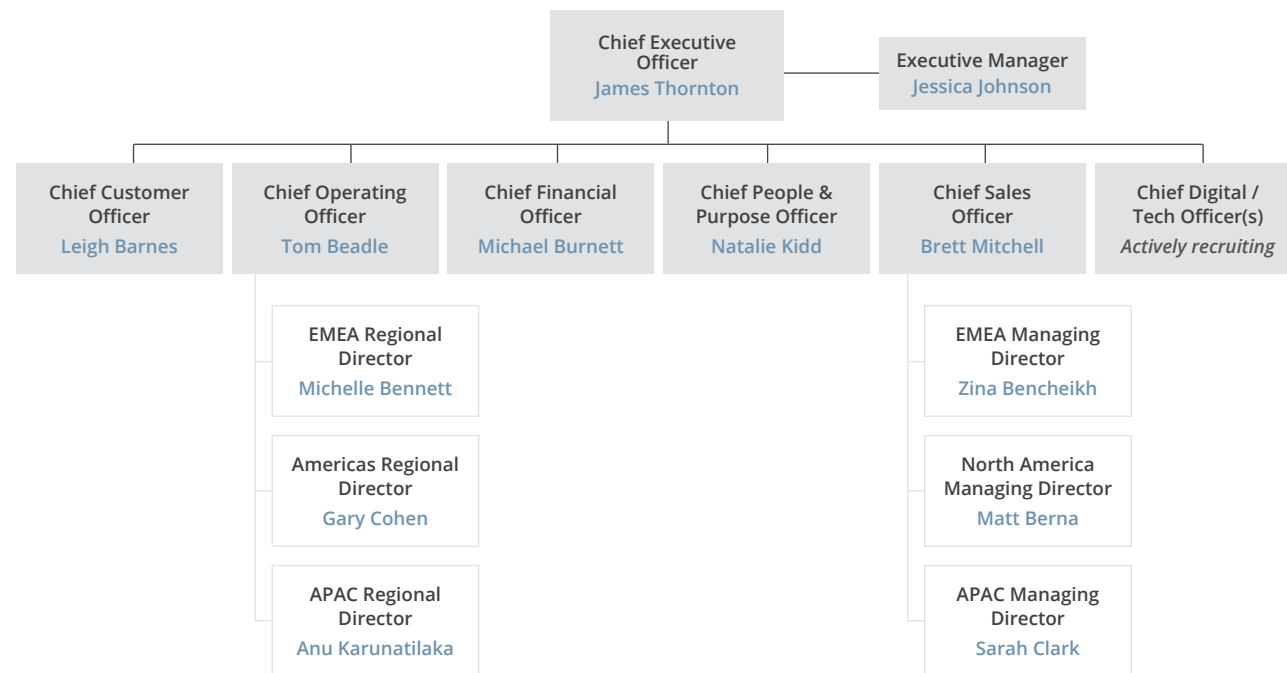 Chief Executive
Officer
James Thornton
Executive Manager
Jessica Johnson
Chief Customer
Officer
Leigh Barnes
Chief Operating
Officer
Tom Beadle
Chief Financial
Officer
Michael Burnett
Chief People &
Purpose Officer
Natalie Kidd
Chief Sales
Officer
Brett Mitchell
Chief Digital /
Tech Officer(s)
Actively recruiting
EMEA Regional
Director
Michelle Bennett
Americas Regional
Director
Gary Cohen
APAC Regional
Director
Anu Karunatilaka
EMEA Managing
Director
Zina Bencheikh
North America
Managing Director
Matt Berna
APAC Managing
Director
Sarah Clark